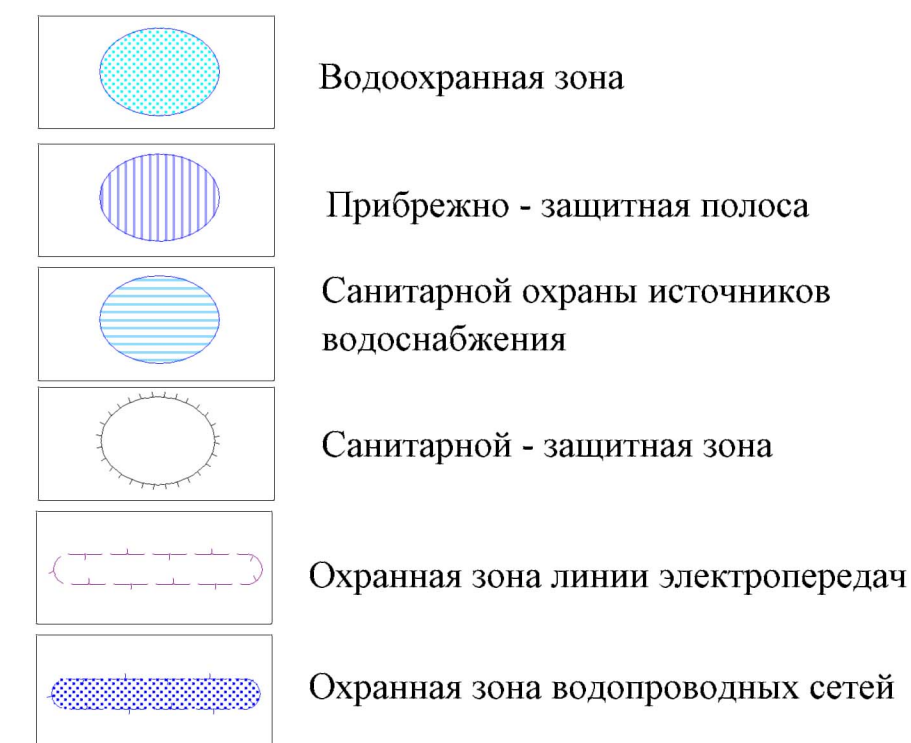 Водоохранная зона
Прибрежно - защитная полоса
Санитарной охраны источников
водоснабжения
Санитарной - защитная зона
Охранная зона линии электропередач
Охранная зона водопроводных сетей